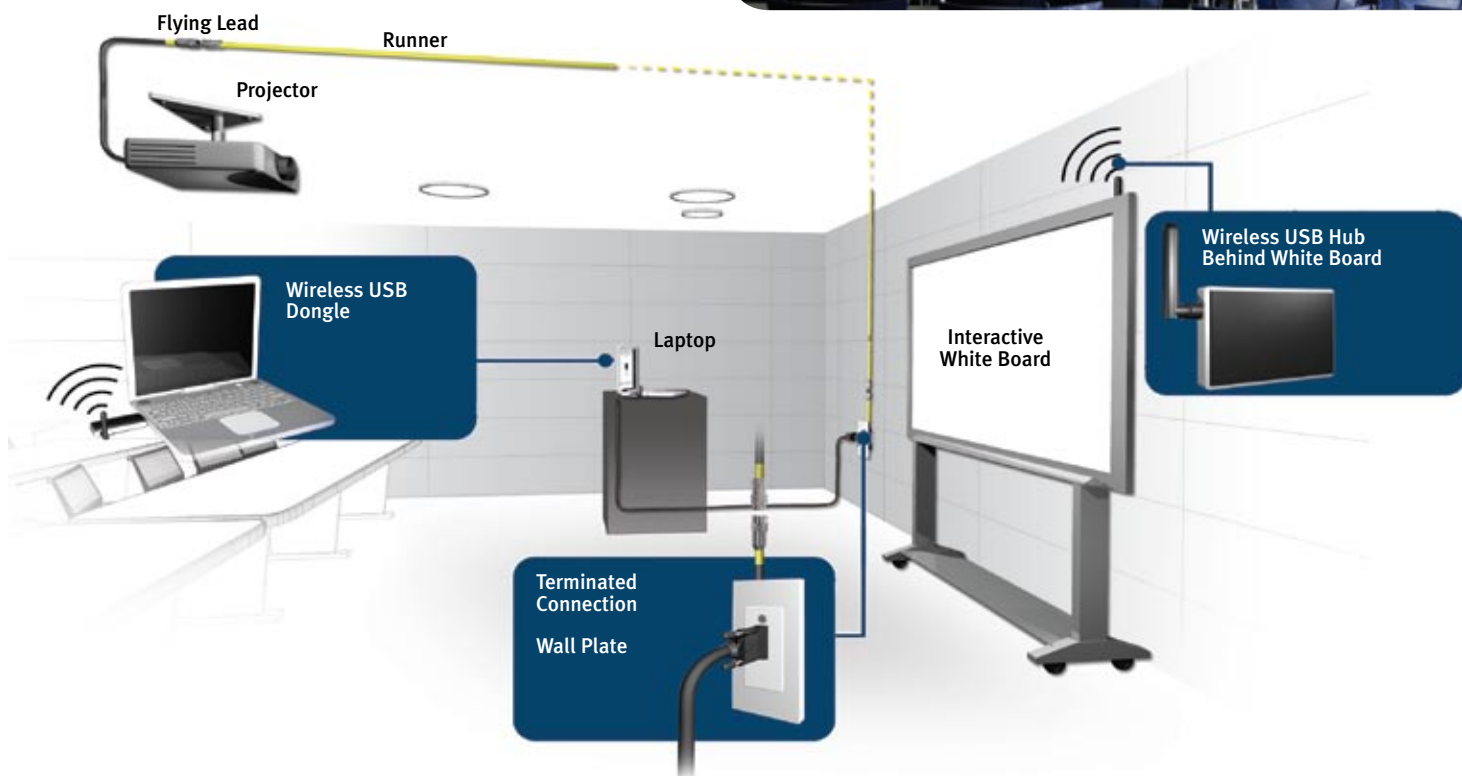 Flying Lead
Runner
Projector
Wireless USB Hub
Behind White Board
Wireless USB
Dongle
Laptop
Interactive
White Board
Terminated
Connection
Wall Plate